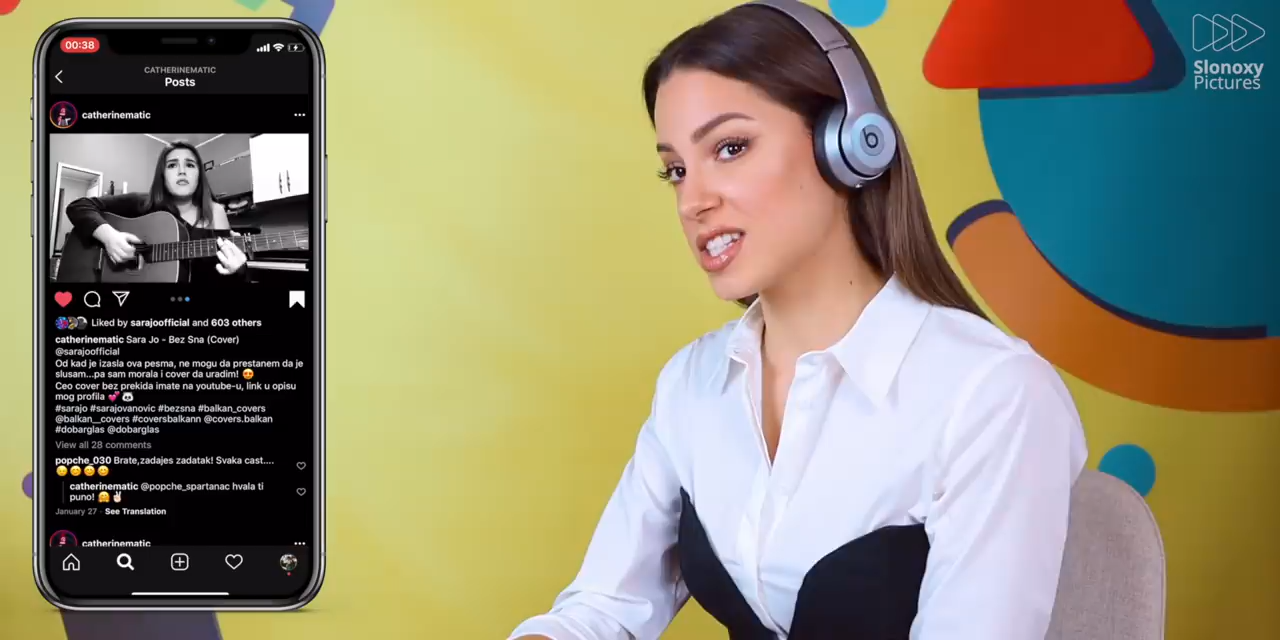 00:38
CATHERINEMATIC
Posts
catherinematic
Liked by sarajoofficial and 603 others
catherinematic Sara Jo - Bez Sna (Cover)
@sarajoofficial
Od kad je izasla ova pesma, ne mogu da prestanem da je
slusam...pa sam morala i cover da uradim! 😍
Ceo cover bez prekida imate na youtube-u, link u opisu
mog profila 💕🐼
#sarajo #sarajovanovic #bezsna #balkan_covers
@balkan__covers #coversbalkann @covers.balkan
#dobarglas @dobarglas
View all 28 comments
popche_030 Brate,zadajes zadatak! Svaka cast....
catherinematic @popche_spartanac hvala ti
puno! 🤗✌🏻
January 27 · See Translation
catherinematic
b
Slonoxy
Pictures